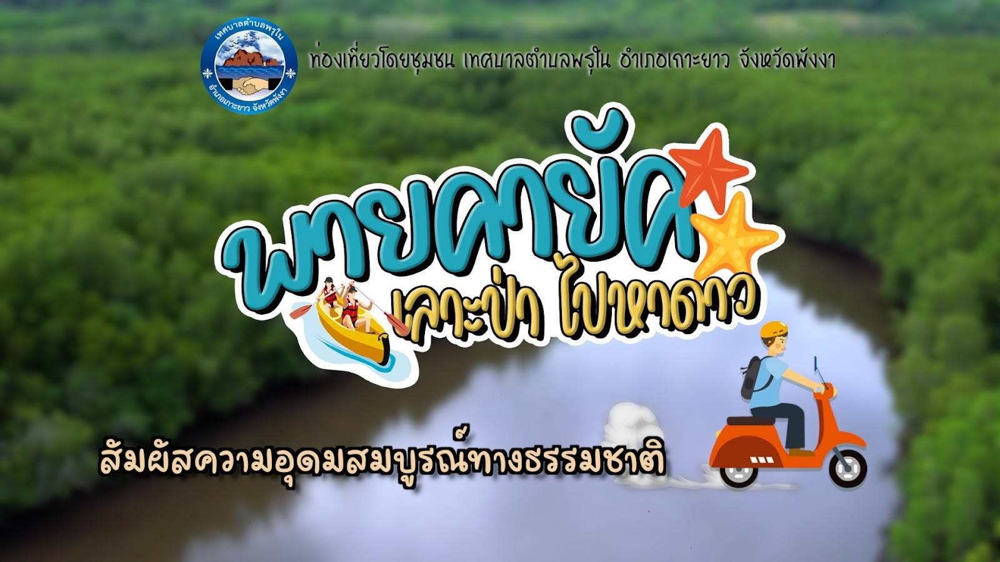 เทศบาลตำบลพรุใน
อำเภอเกาะยาว จังหวัดพังงา
ท่องเที่ยวโดยชุมชน เทศบาลตำบลพรุใน อำเภอเกาะยาว จังหวัดพังงา
พายคายัค
เลาะป่า ไปหาดาว
สัมผัสความอุดมสมบูรณ์ทางธรรมชาติ